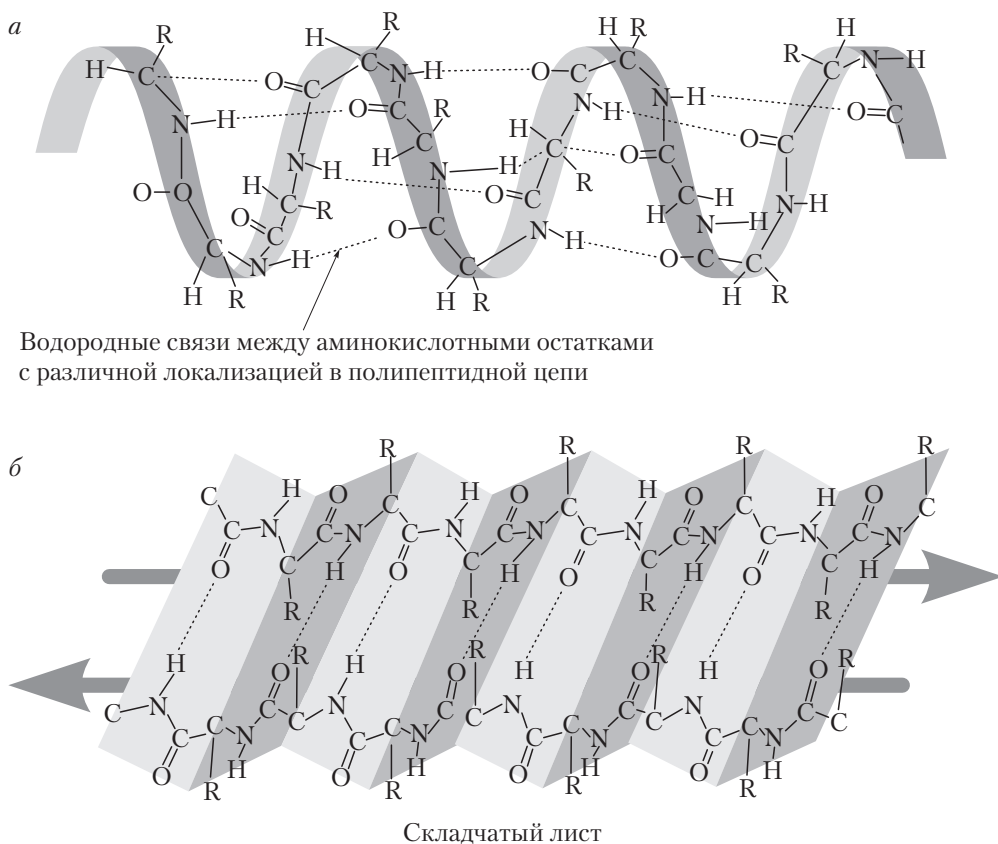 а
Водородные связи между аминокислотными остатками
с различной локализацией в полипептидной цепи
б
Складчатый лист